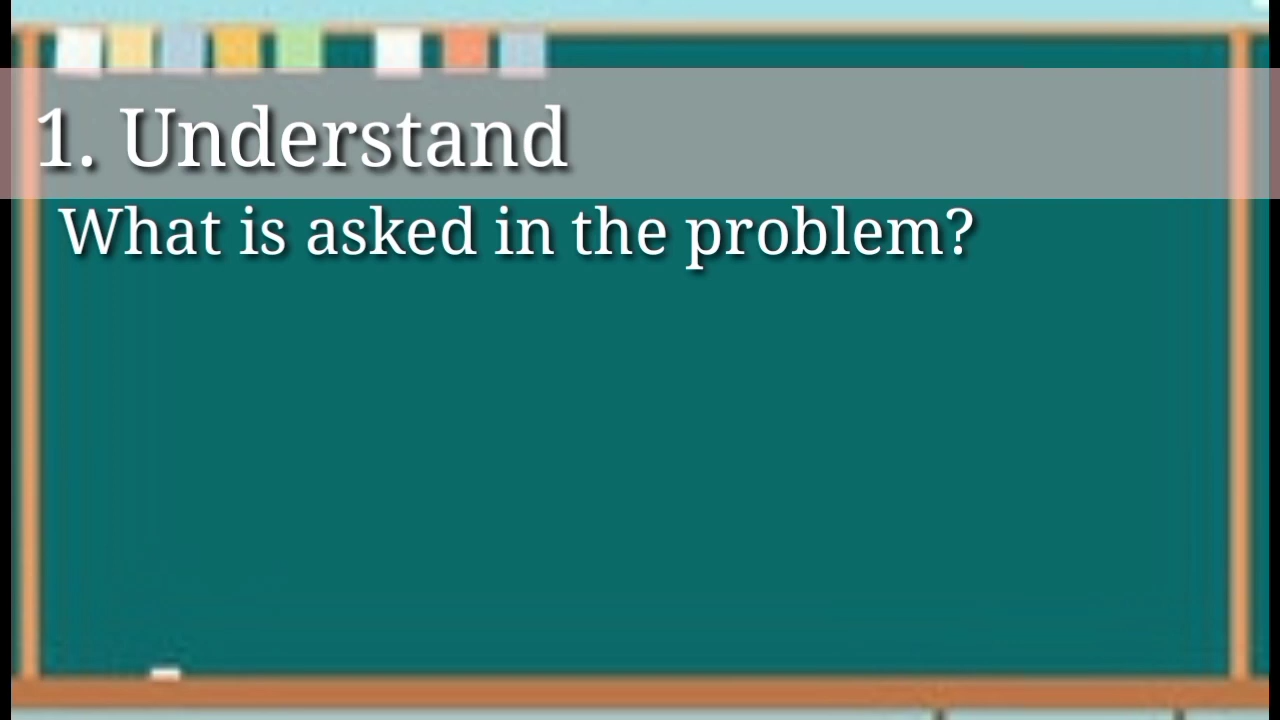 1. Understand
What is asked in the problem?